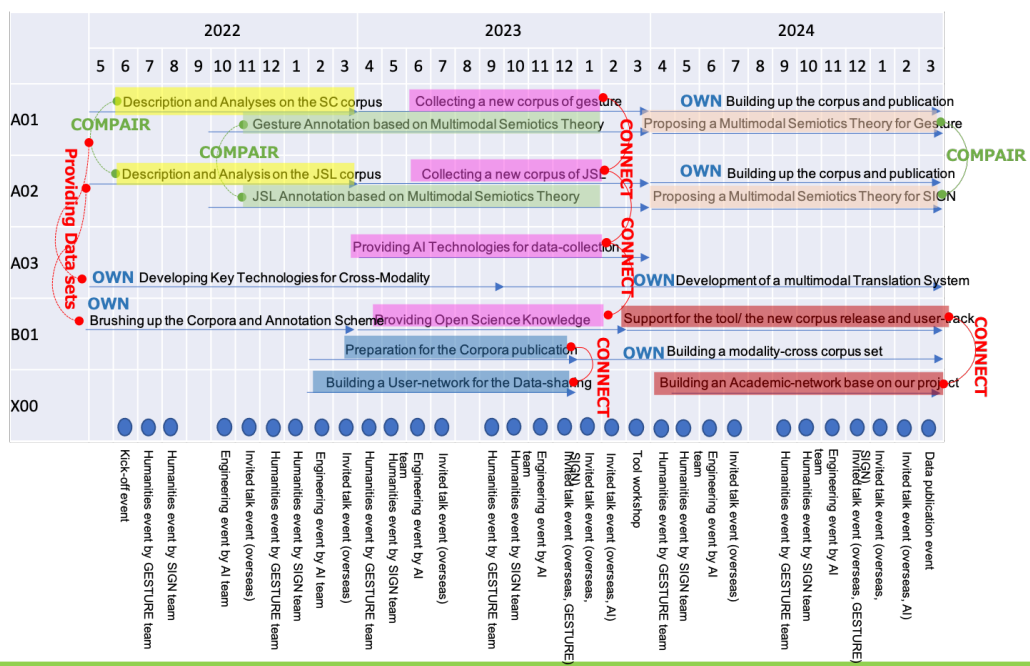 2022 2023 2024
5 6 7 8 9 10 11 12 1 2 3 4 5 6 7 8 9 10 11 12 1 2 3 4 5 6 7 8 9 10 11 12 1 2 3
A01
Description and Analyses on the SC corpus
Collecting a new corpus of gesture
OWN Building up the corpus and publication
COMPAIR
Gesture Annotation based on Multimodal Semiotics Theory
Proposing a Multimodal Semiotics Theory for Gesture
COMPAIR
CONNECT
COMPAIR
Providing Data sets
A02
Description and Analysis on the JSL corpus
Collecting a new corpus of JSL
OWN Building up the corpus and publication
JSL Annotation based on Multimodal Semiotics Theory
Proposing a Multimodal Semiotics Theory for SIGN
CONNECT
A03
Providing AI Technologies for data-collection
OWN Developing Key Technologies for Cross-Modality
OWN Development of a multimodal Translation System
OWN
B01
Brushing up the Corpora and Annotation Scheme
Providing Open Science Knowledge
Support for the tool/ the new corpus release and user-track
Preparation for the Corpora publication
OWN Building a modality-cross corpus set
CONNECT
CONNECT
X00
Building a User-network for the Data-sharing
Building an Academic-network base on our project
Kick-off event
Humanities event by GESTURE team
Humanities event by SIGN team
Engineering event by AI team
Invited talk event (overseas)
Humanities event by GESTURE team
Humanities event by SIGN team
Engineering event by AI team
Invited talk event (overseas)
Humanities event by GESTURE team
Humanities event by SIGN
team
Engineering event by AI
Invited talk event (overseas)
Humanities event by GESTURE team
Humanities event by SIGN
team
Engineering event by AI
Invited talk event (overseas, GESTURE)
SIGN)
Invited talk event (overseas,
Invited talk event (overseas, AI)
Tool workshop
Humanities event by GESTURE team
Humanities event by SIGN
team
Engineering event by AI
Invited talk event (overseas)
Humanities event by GESTURE team
Humanities event by SIGN
team
Engineering event by AI
Invited talk event (overseas, GESTURE)
SIGN)
Invited talk event (overseas,
Invited talk event (overseas, AI)
Data publication event